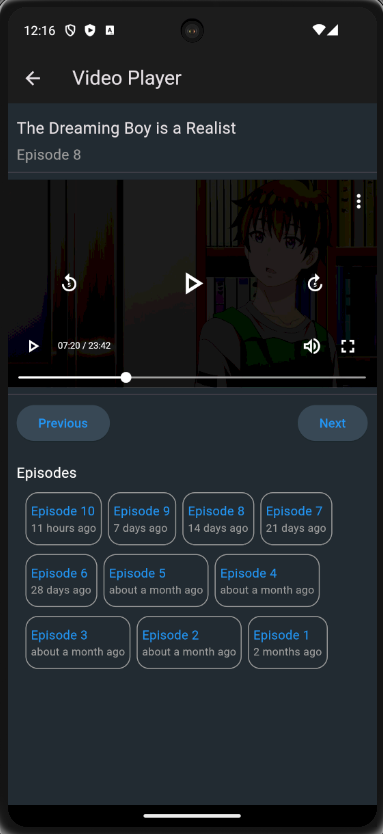 12:16
Video Player
The Dreaming Boy is a Realist
Episode 8
5
5
07:20 / 23:42
Previous
Next
Episodes
Episode 10 Episode 9 Episode 8 Episode 7
11 hours ago 7 days ago 14 days ago 21 days ago
Episode 6 Episode 5 Episode 4
28 days ago about a month ago about a month ago
Episode 3 Episode 2 Episode 1
about a month ago about a month ago 2 months ago